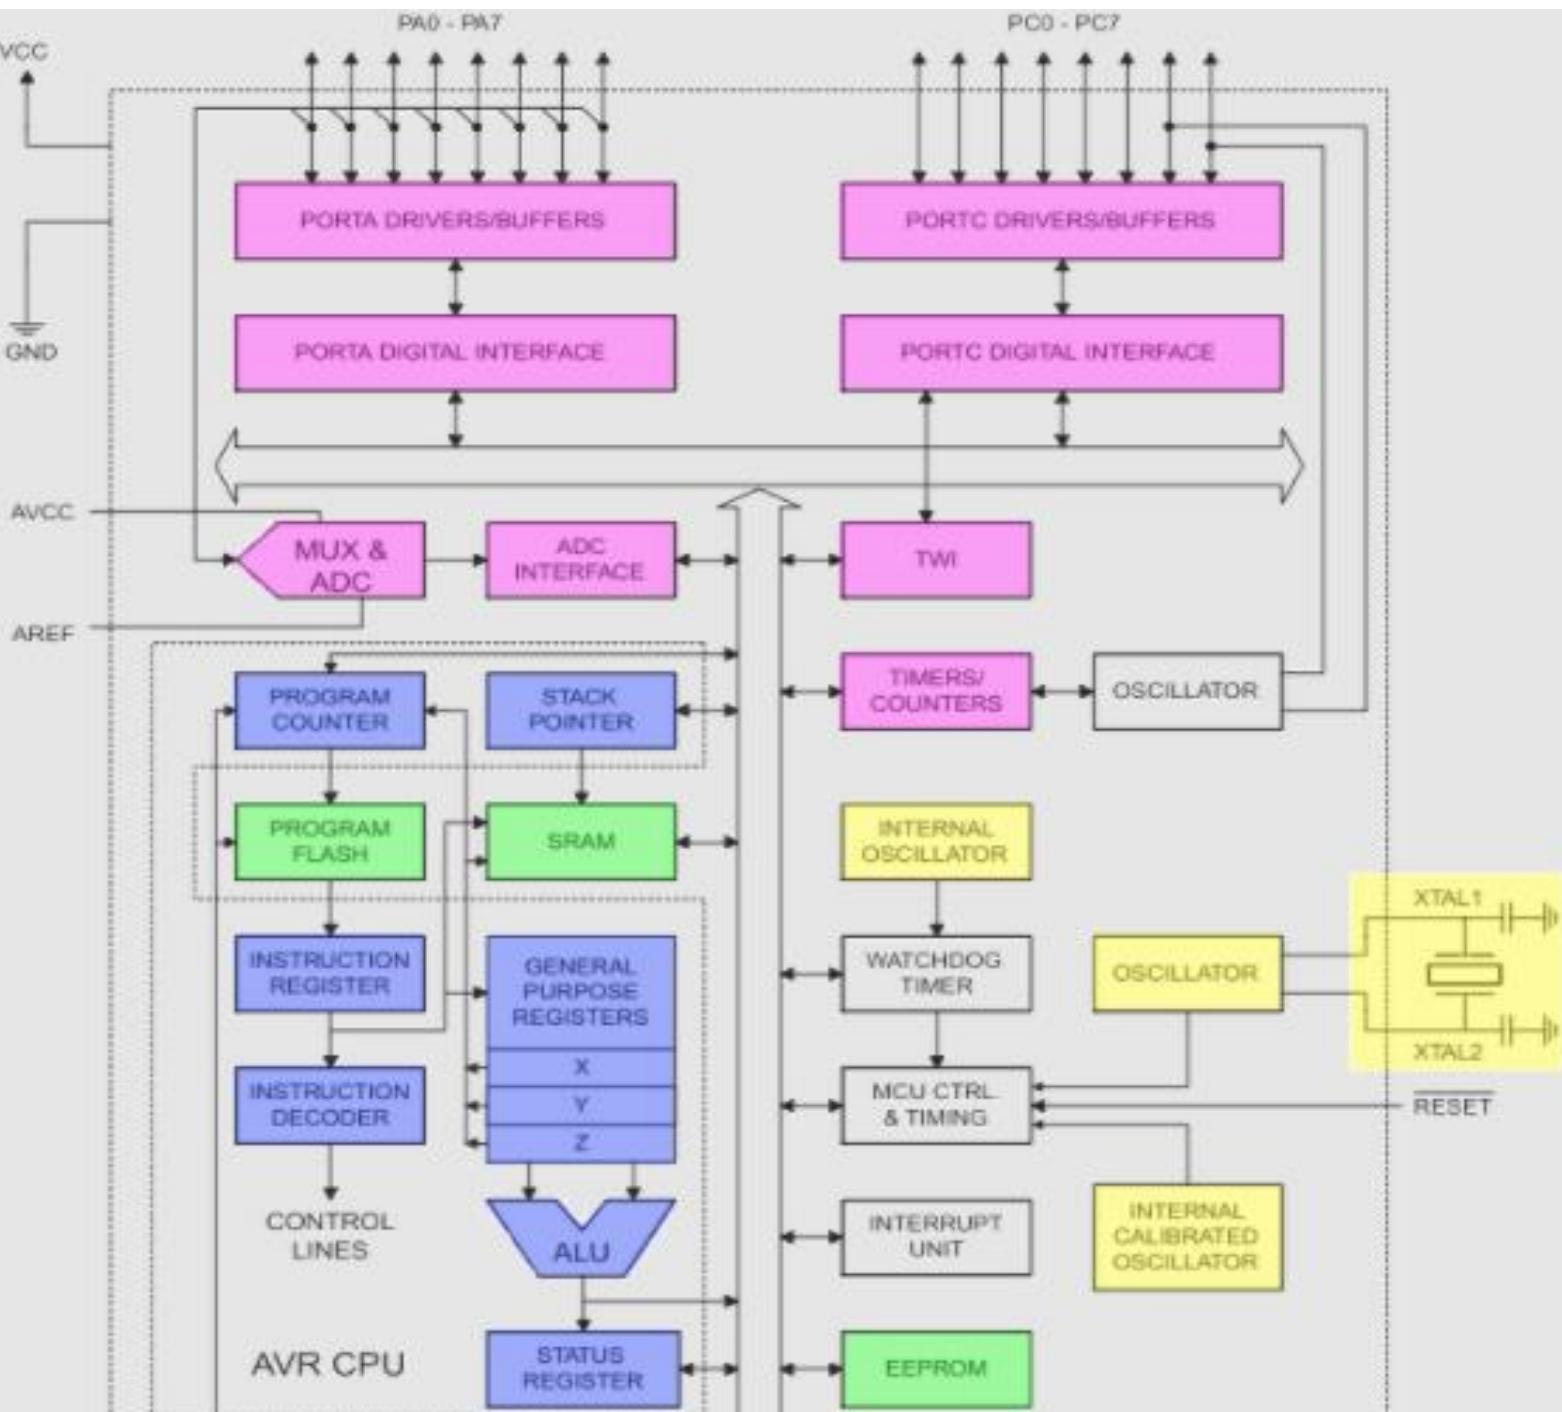 PA0 - PA7
PC0 - PC7
VCC
PORTA DRIVERS/BUFFERS
PORTC DRIVERS/BUFFERS
GND
PORTA DIGITAL INTERFACE
PORTC DIGITAL INTERFACE
AVCC
MUX &
ADC
ADC
INTERFACE
TWI
AREF
PROGRAM
COUNTER
STACK
POINTER
TIMERS/
COUNTERS
OSCILLATOR
PROGRAM
FLASH
SRAM
INTERNAL
OSCILLATOR
XTAL1
INSTRUCTION
REGISTER
GENERAL
PURPOSE
REGISTERS
WATCHDOG
TIMER
OSCILLATOR
XTAL2
X
Y
Z
INSTRUCTION
DECODER
MCU CTRL.
& TIMING
RESET
CONTROL
LINES
ALU
INTERRUPT
UNIT
INTERNAL
CALIBRATED
OSCILLATOR
AVR CPU
STATUS
REGISTER
EEPROM